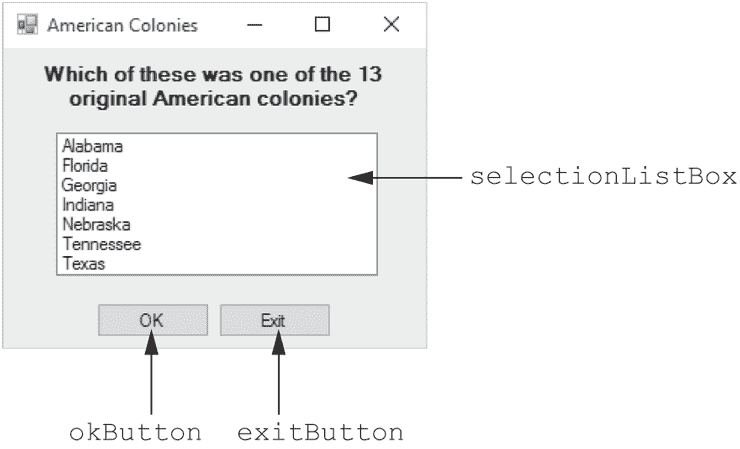 American Colonies
Which of these was one of the 13
original American colonies?
Alabama
Florida
Georgia
Indiana
Nebraska
Tennessee
Texas
selectionListBox
OK
Exit
okButton
exitButton